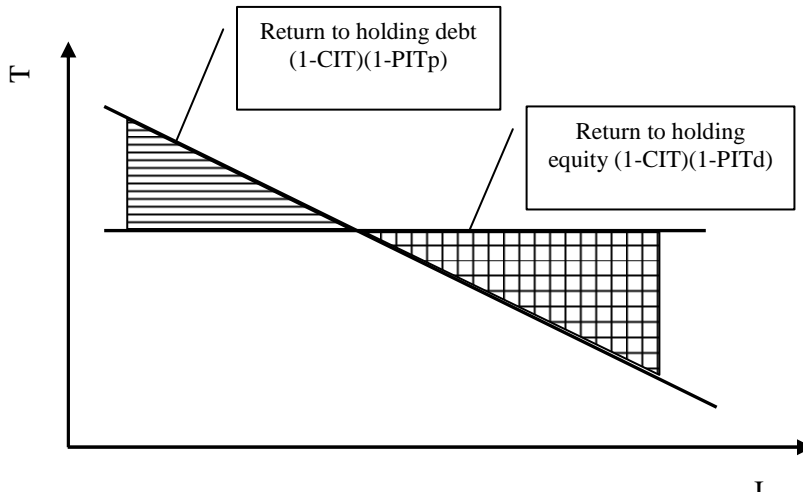 Return to holding debt
(1-CIT)(1-PITp)
T
Return to holding
equity (1-CIT)(1-PITd)